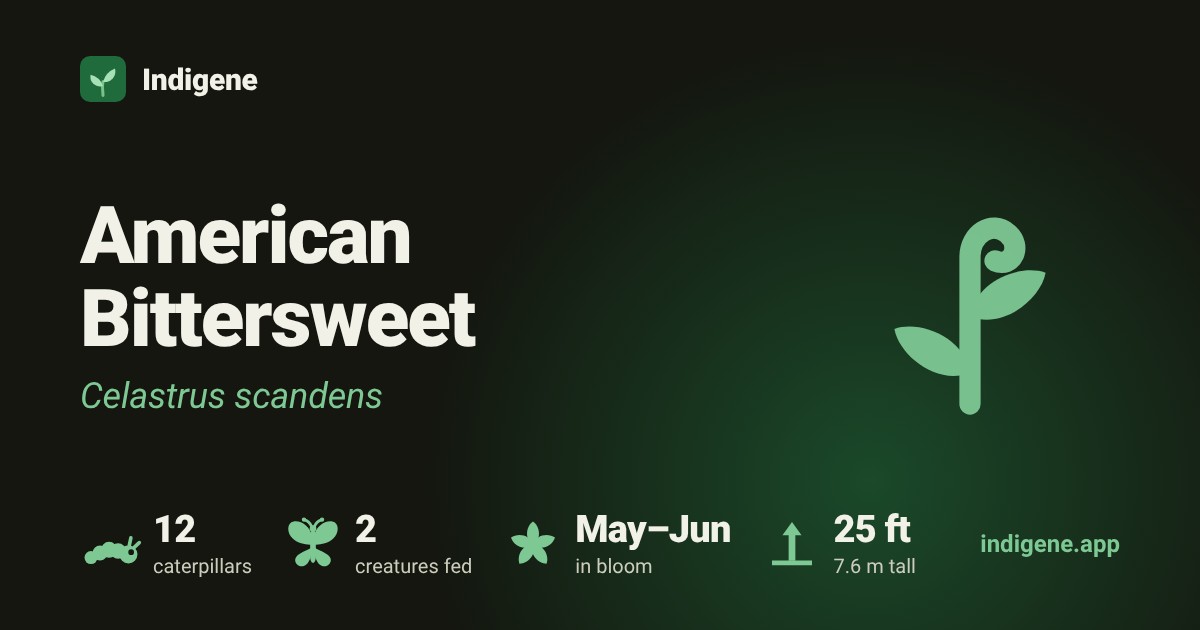 Indigene
American
Bittersweet
Celastrus scandens
12
caterpillars
2
creatures fed
May–Jun
in bloom
25 ft
7.6 m tall
indigene.app